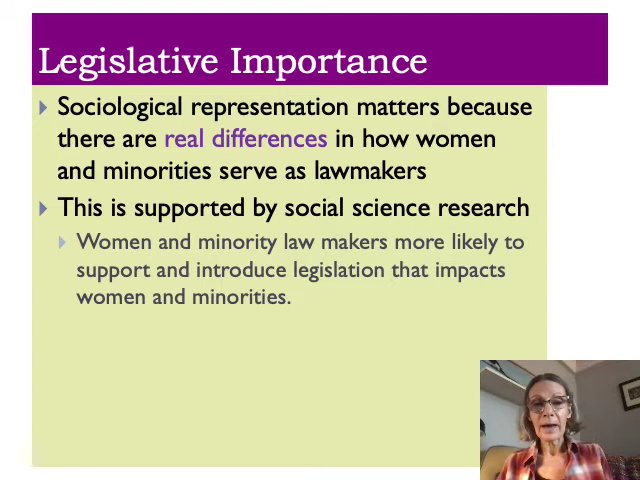 Legislative Importance
Sociological representation matters because
there are real differences in how women
and minorities serve as lawmakers
This is supported by social science research
Women and minority law makers more likely to
support and introduce legislation that impacts
women and minorities.